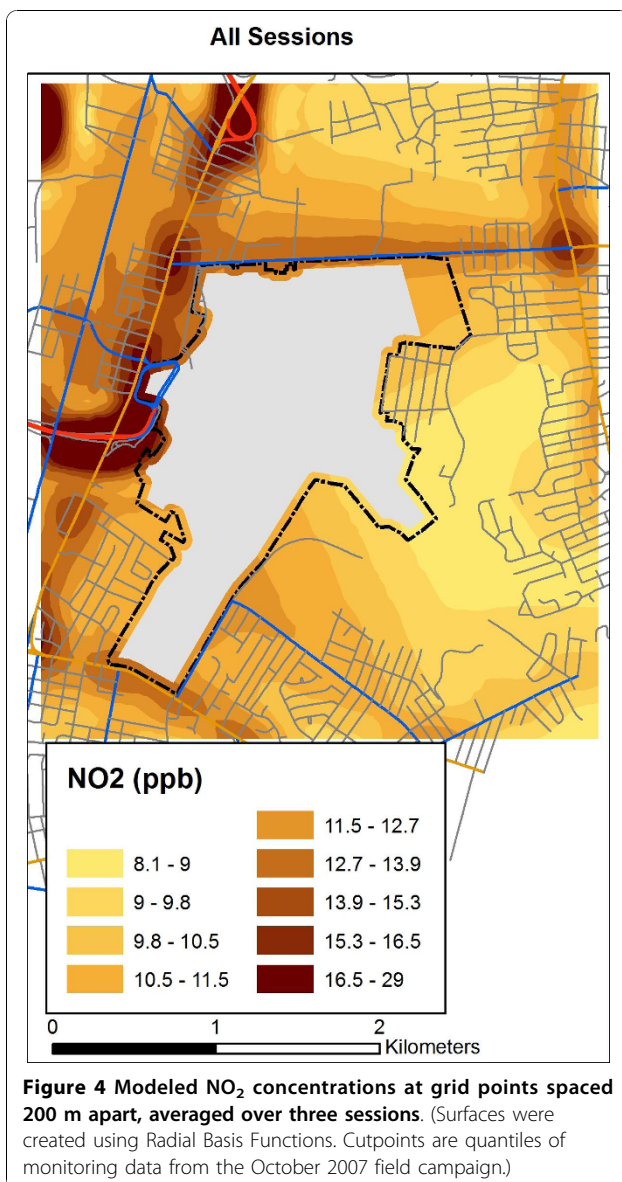 All Sessions
NO2 (ppb)
8.1 - 9
9 - 9.8
9.8 - 10.5
10.5 - 11.5
11.5 - 12.7
12.7 - 13.9
13.9 - 15.3
15.3 - 16.5
16.5 - 29
0 1 2
Kilometers
Figure 4 Modeled NO₂ concentrations at grid points spaced
200 m apart, averaged over three sessions. (Surfaces were
created using Radial Basis Functions. Cutpoints are quantiles of
monitoring data from the October 2007 field campaign.)